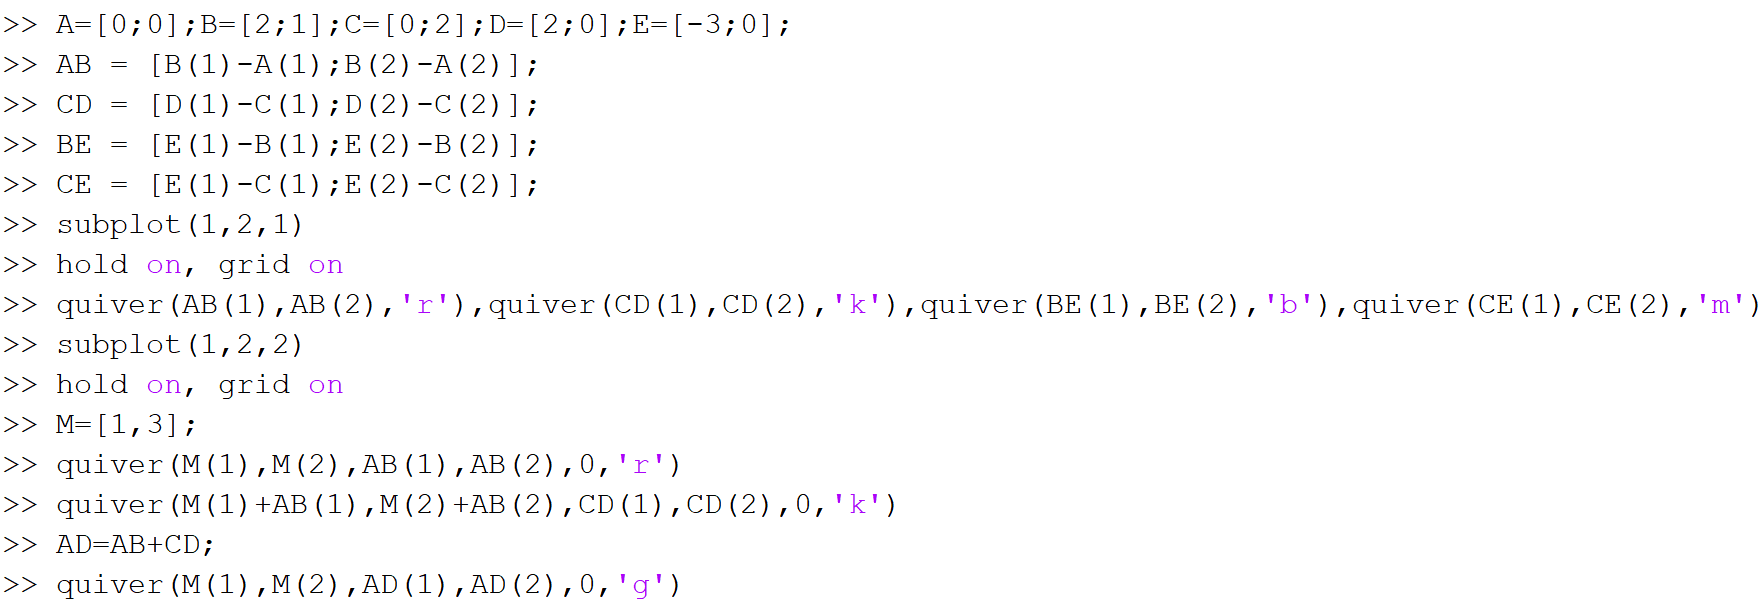 >> A=[0;0];B=[2;1];C=[0;2];D=[2;0];E=[-3;0];
>> AB = [B(1)-A(1);B(2)-A(2)];
>> CD = [D(1)-C(1);D(2)-C(2)];
>> BE = [E(1)-B(1);E(2)-B(2)];
>> CE = [E(1)-C(1);E(2)-C(2)];
>> subplot(1,2,1)
>> hold on, grid on
>> quiver(AB(1),AB(2),'r'),quiver(CD(1),CD(2),'k'),quiver(BE(1),BE(2),'b'),quiver(CE(1),CE(2),'m')
>> subplot(1,2,2)
>> hold on, grid on
>> M=[1,3];
>> quiver(M(1),M(2),AB(1),AB(2),0,'r')
>> quiver(M(1)+AB(1),M(2)+AB(2),CD(1),CD(2),0,'k')
>> AD=AB+CD;
>> quiver(M(1),M(2),AD(1),AD(2),0,'g')